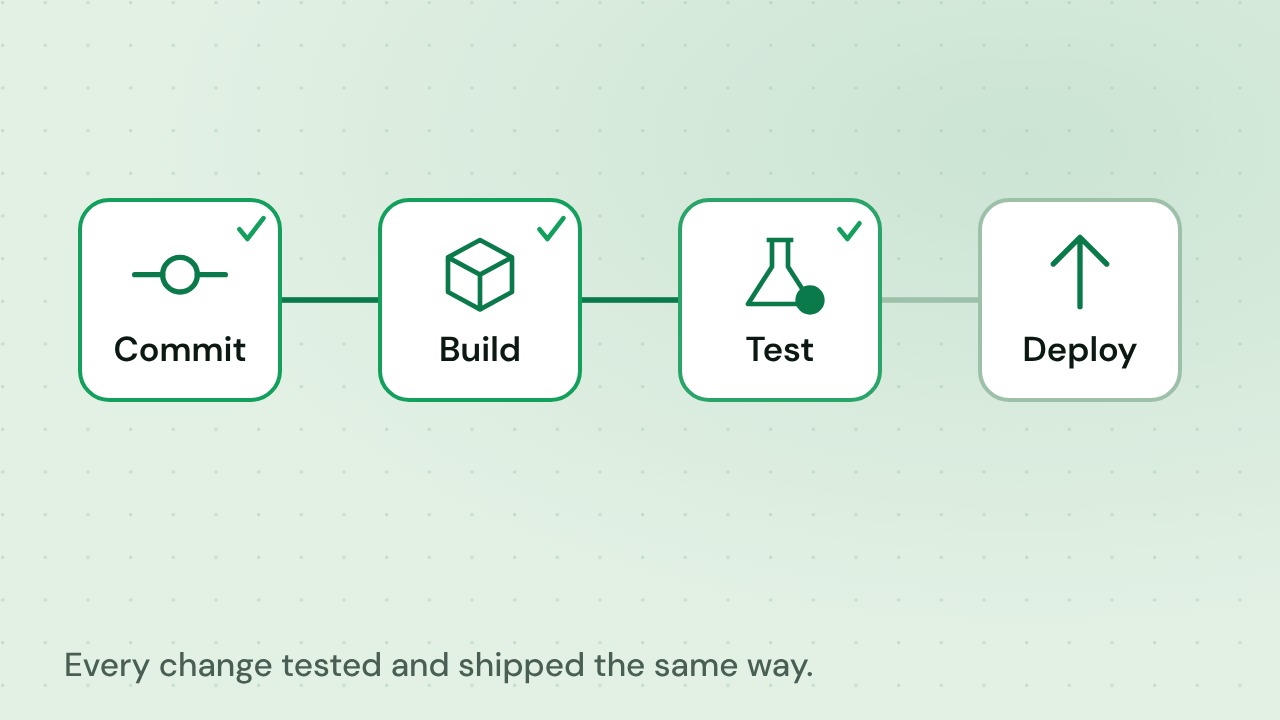 Commit
Build
Test
Deploy
Every change tested and shipped the same way.